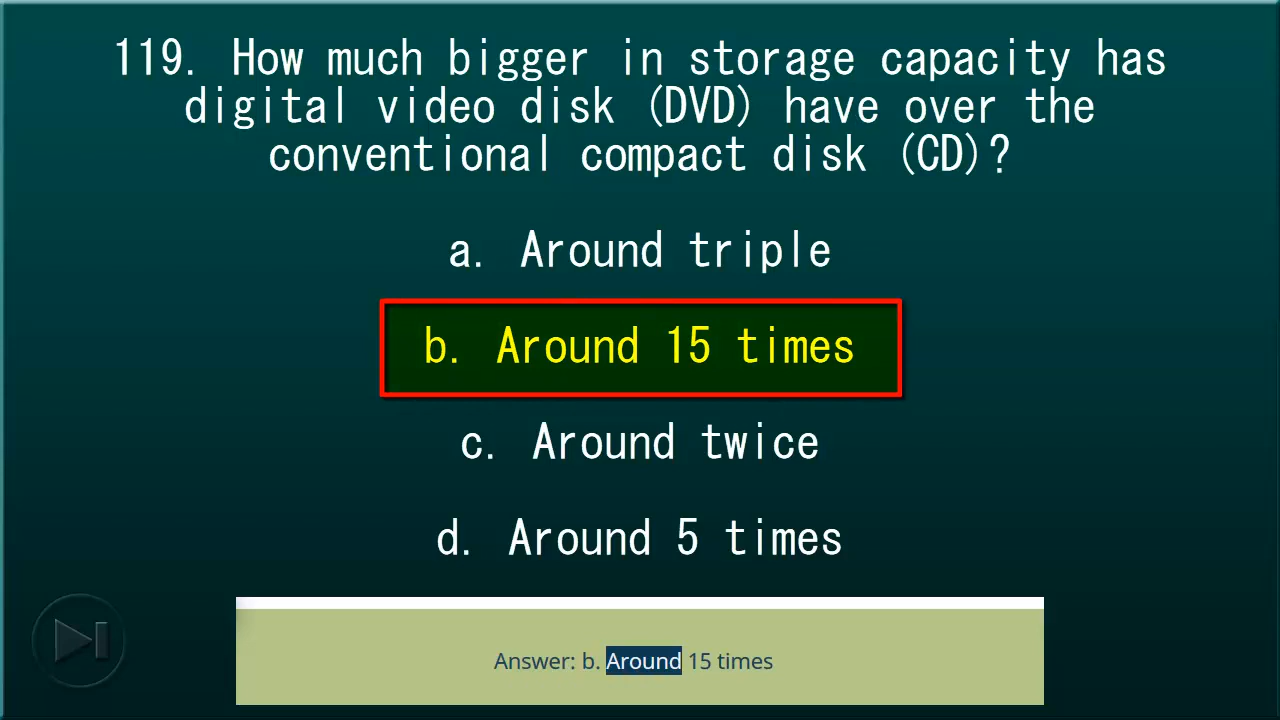 119. How much bigger in storage capacity has
digital video disk (DVD) have over the
conventional compact disk (CD)?
a. Around triple
b. Around 15 times
c. Around twice
d. Around 5 times
Answer: b. Around 15 times